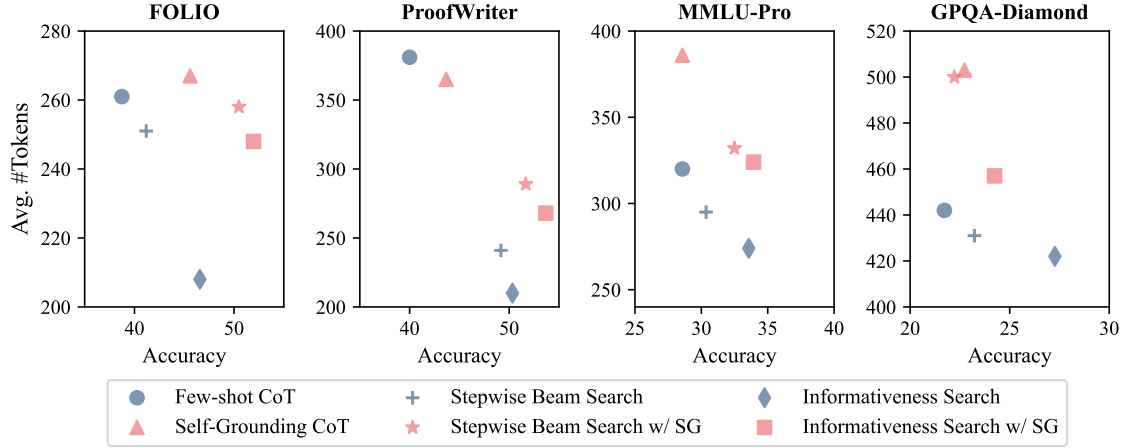 FOLIO
ProofWriter
MMLU-Pro
GPQA-Diamond
Avg. #Tokens
280
260
240
220
200
40
50
Accuracy
400
350
300
250
200
40
50
Accuracy
400
350
300
250
25
30
35
40
Accuracy
520
500
480
460
440
420
400
20
25
30
Accuracy
Few-shot CoT
Stepwise Beam Search
Informativeness Search
Self-Grounding CoT
Stepwise Beam Search w/ SG
Informativeness Search w/ SG